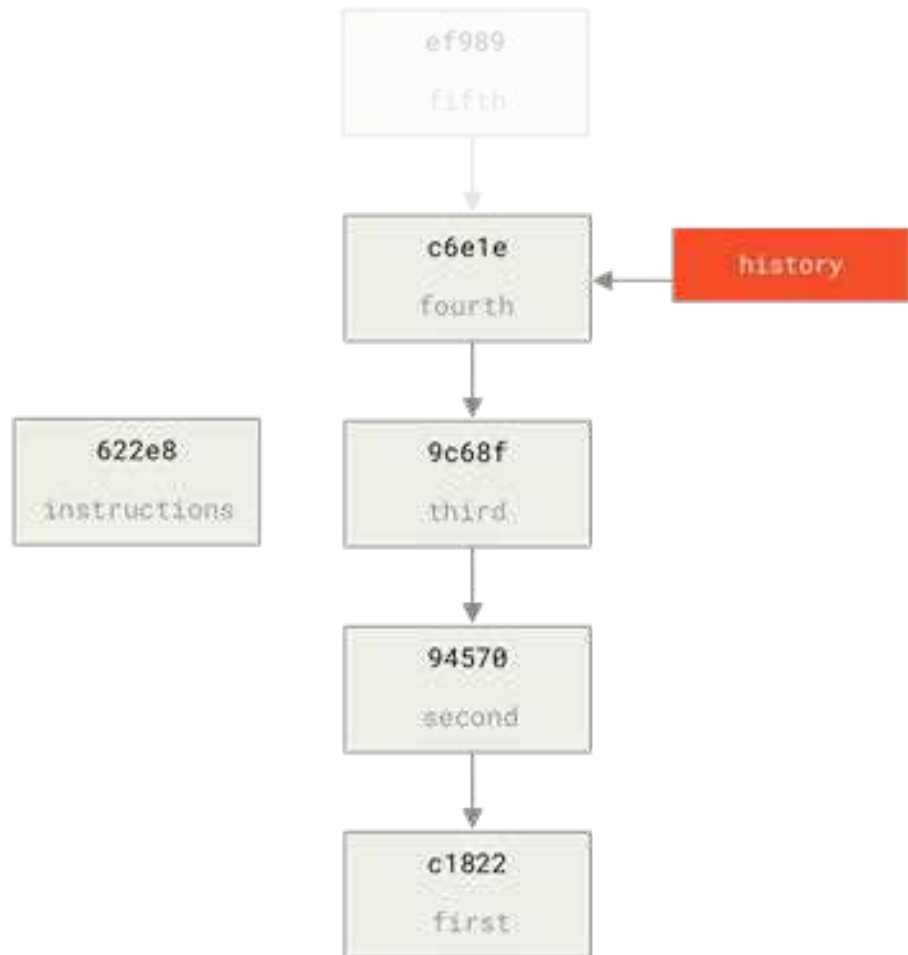 ef989
fifth
c6e1e
fourth
history
622e8
instructions
9c68f
third
94570
second
c1822
first